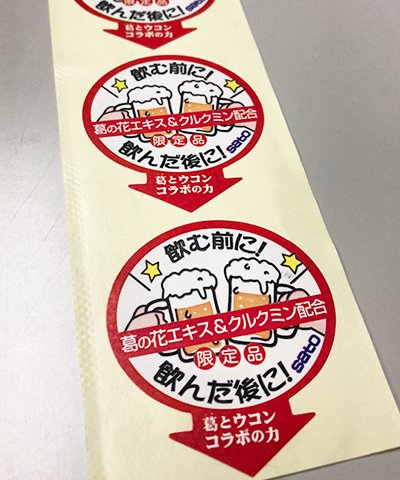 限定品
飲んだ後に!
sato
葛とウコン
コラボの力
飲む前に!
葛の花エキス&クルクミン配合
限定品
飲んだ後に!
sato
葛とウコン
コラボの力
飲む前に!
葛の花エキス&クルクミン配合
限定品
飲んだ後に!
sato
葛とウコン
コラボの力